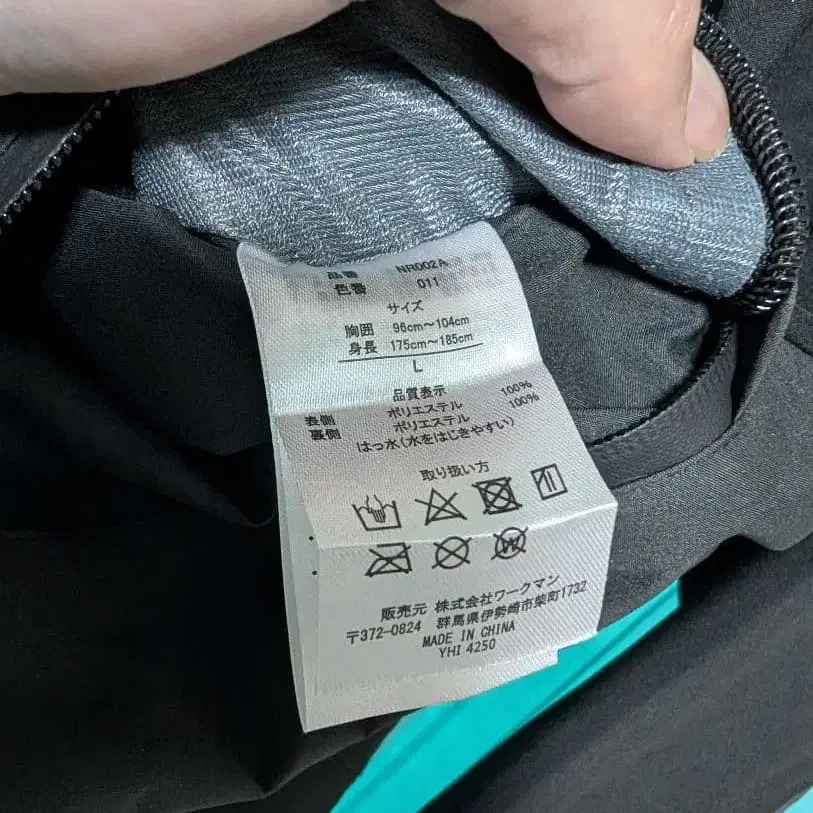 品番 NR002A
色番 011
サイズ
胸囲 96cm～104cm
身長 175cm～185cm
L
品質表示
表側 ポリエステル 100%
裏側 ポリエステル 100%
はっ水(水をはじきやすい)
取り扱い方
W
販売元 株式会社ワークマン
〒372-0824 群馬県伊勢崎市柴町1732
MADE IN CHINA
YHI 4250